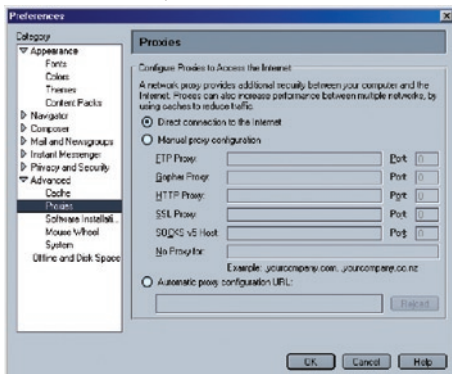 Preferences
Category
Appearance
Fonts
Colors
Themes
Content Packs
Navigator
Composer
Mail and Newsgroups
Instant Messenger
Privacy and Security
Advanced
Cache
Proxies
Software Installati..
Mouse Wheel
System
Offline and Disk Space
Proxies
Configure Proxies to Access the Internet
A network proxy provides additional security between your computer and the
Internet. Proxies can also increase performance between multiple networks, by
using caches to reduce traffic.
Direct connection to the Internet
Manual proxy configuration
FTP Proxy: Port: 0
Gopher Proxy: Port: 0
HTTP Proxy: Port: 0
SSL Proxy: Port: 0
SOCKS v5 Host: Port: 0
No Proxy for:
Example: .yourcompany.com, .yourcompany.co.nz
Automatic proxy configuration URL:
Reload
OK Cancel Help